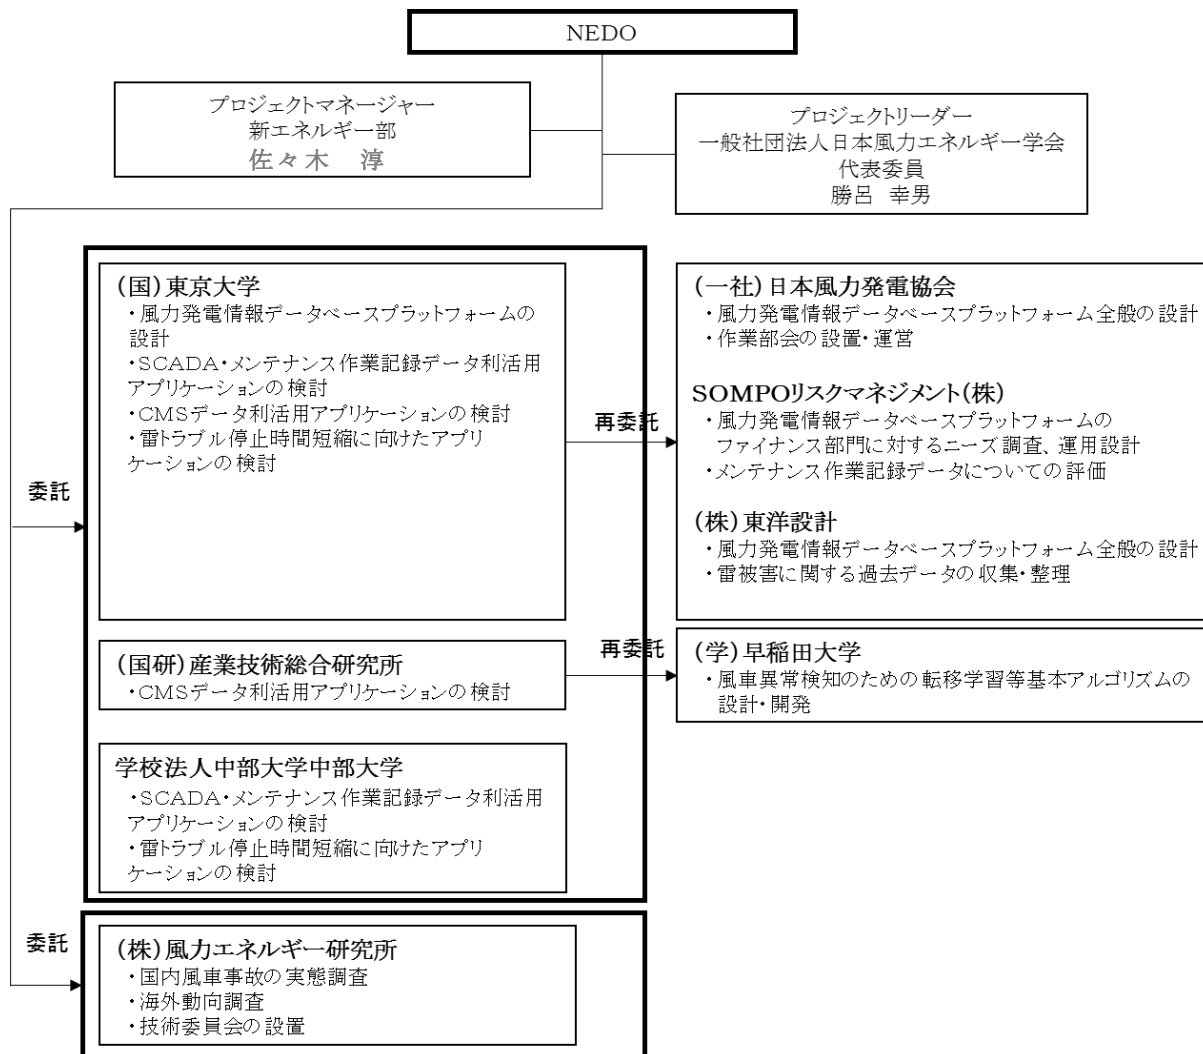 NEDO
プロジェクトマネージャー
新エネルギー部
佐々木　淳
プロジェクトリーダー
一般社団法人日本風力エネルギー学会
代表委員
勝呂　幸男
委託
(国)東京大学
・風力発電情報データベースプラットフォームの
設計
・SCADA・メンテナンス作業記録データ利活用
アプリケーションの検討
・CMSデータ利活用アプリケーションの検討
・雷トラブル停止時間短縮に向けたアプリ
ケーションの検討
再委託
(一社)日本風力発電協会
・風力発電情報データベースプラットフォーム全般の設計
・作業部会の設置・運営
SOMPOリスクマネジメント(株)
・風力発電情報データベースプラットフォームの
ファイナンス部門に対するニーズ調査、運用設計
・メンテナンス作業記録データについての評価
(株)東洋設計
・風力発電情報データベースプラットフォーム全般の設計
・雷被害に関する過去データの収集・整理
(国研)産業技術総合研究所
・CMSデータ利活用アプリケーションの検討
再委託
(学)早稲田大学
・風車異常検知のための転移学習等基本アルゴリズムの
設計・開発
学校法人中部大学中部大学
・SCADA・メンテナンス作業記録データ利活用
アプリケーションの検討
・雷トラブル停止時間短縮に向けたアプリ
ケーションの検討
委託
(株)風力エネルギー研究所
・国内風車事故の実態調査
・海外動向調査
・技術委員会の設置